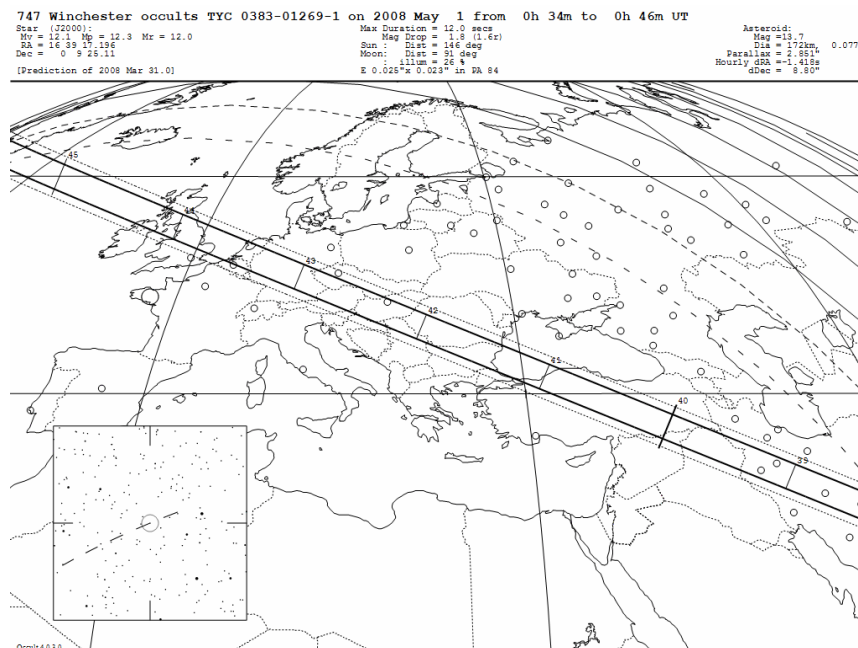 747 Winchester occults TYC 0383-01269-1 on 2008 May 1 from 0h 34m to 0h 46m UT
Star (J2000):
Mv = 12.1 Mp = 12.3 Mr = 12.0
RA = 16 39 17.196
Dec = 0 9 25.11
[Prediction of 2008 Mar 31.0]
Max Duration = 12.0 secs
Mag Drop = 1.8 (1.6r)
Sun : Dist = 146 deg
Moon: Dist = 91 deg
: illum = 26 %
E 0.025"x 0.023" in PA 84
Asteroid:
Mag =13.7
Dia = 172km, 0.077
Parallax = 2.851"
Hourly dRA =-1.418s
dDec = 8.80"
45
44
43
42
41
40
39
Occult 4.0.3.0